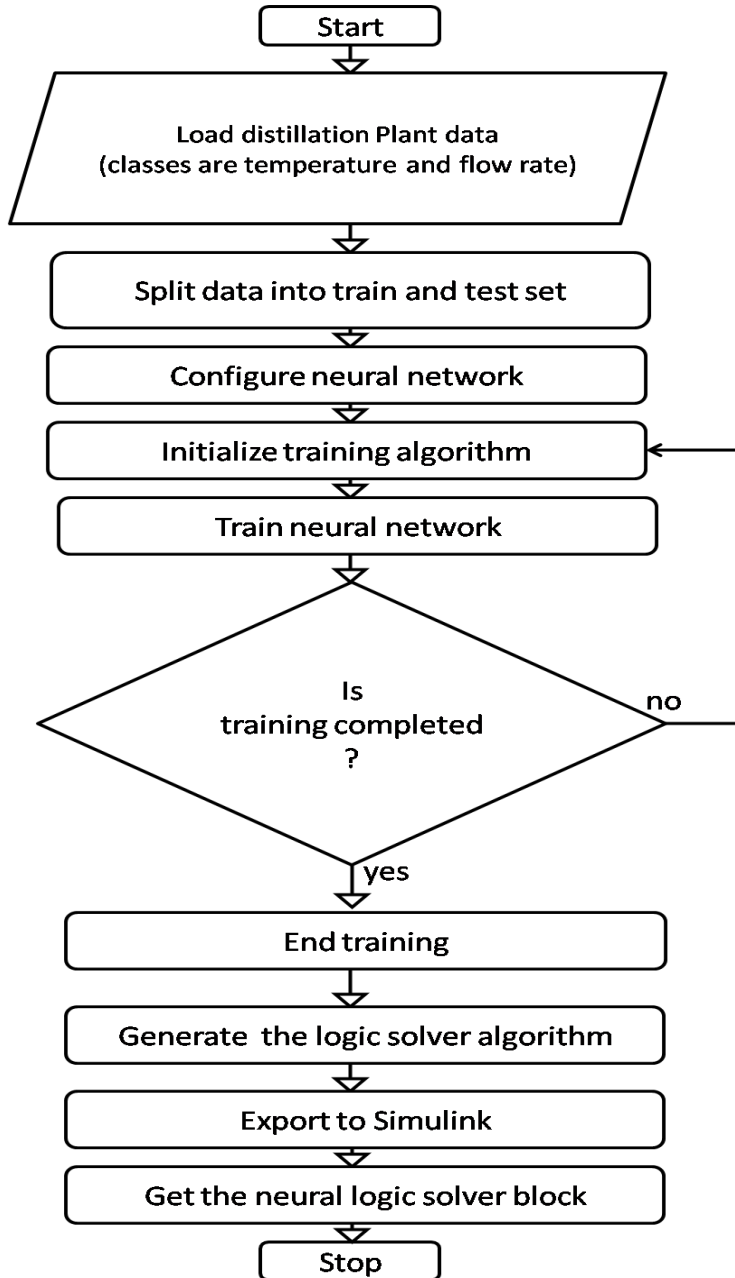 Start
Load distillation Plant data
(classes are temperature and flow rate)
Split data into train and test set
Configure neural network
Initialize training algorithm
Train neural network
Is
training completed
?
no
yes
End training
Generate the logic solver algorithm
Export to Simulink
Get the neural logic solver block
Stop